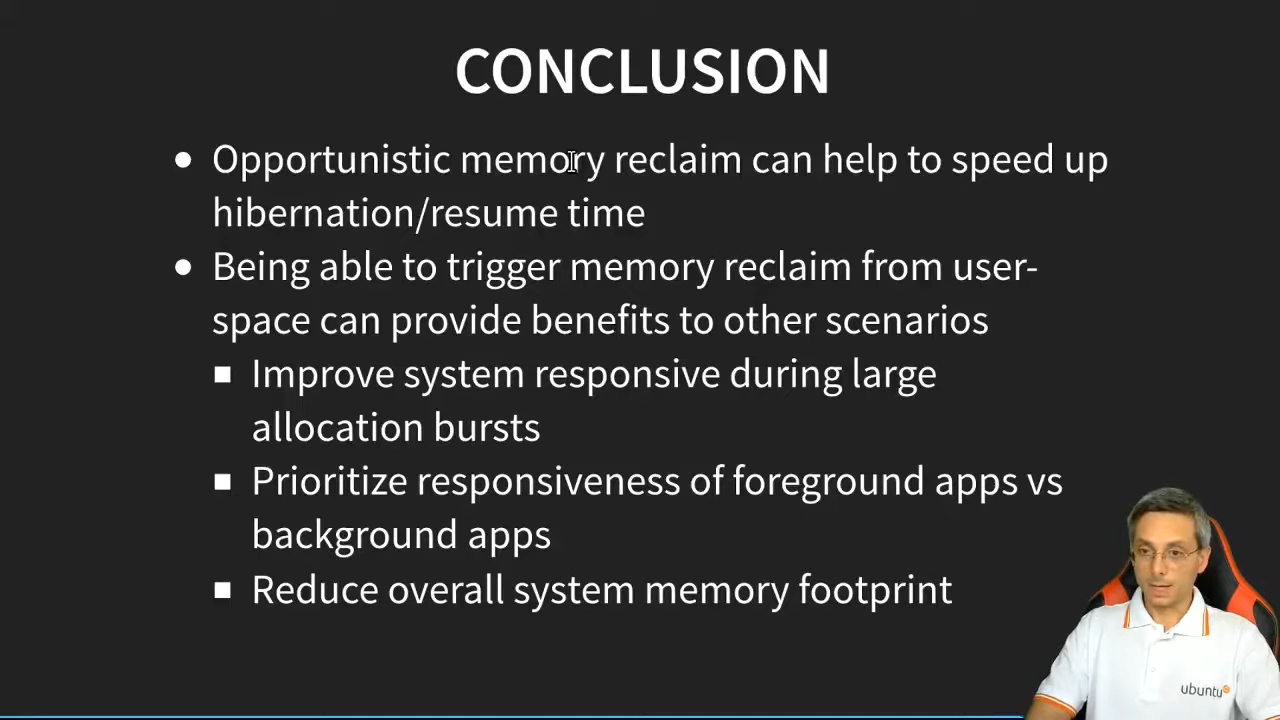 CONCLUSION
Opportunistic memory reclaim can help to speed up
hibernation/resume time
Being able to trigger memory reclaim from user-
space can provide benefits to other scenarios
Improve system responsive during large
allocation bursts
Prioritize responsiveness of foreground apps vs
background apps
Reduce overall system memory footprint
ubuntu